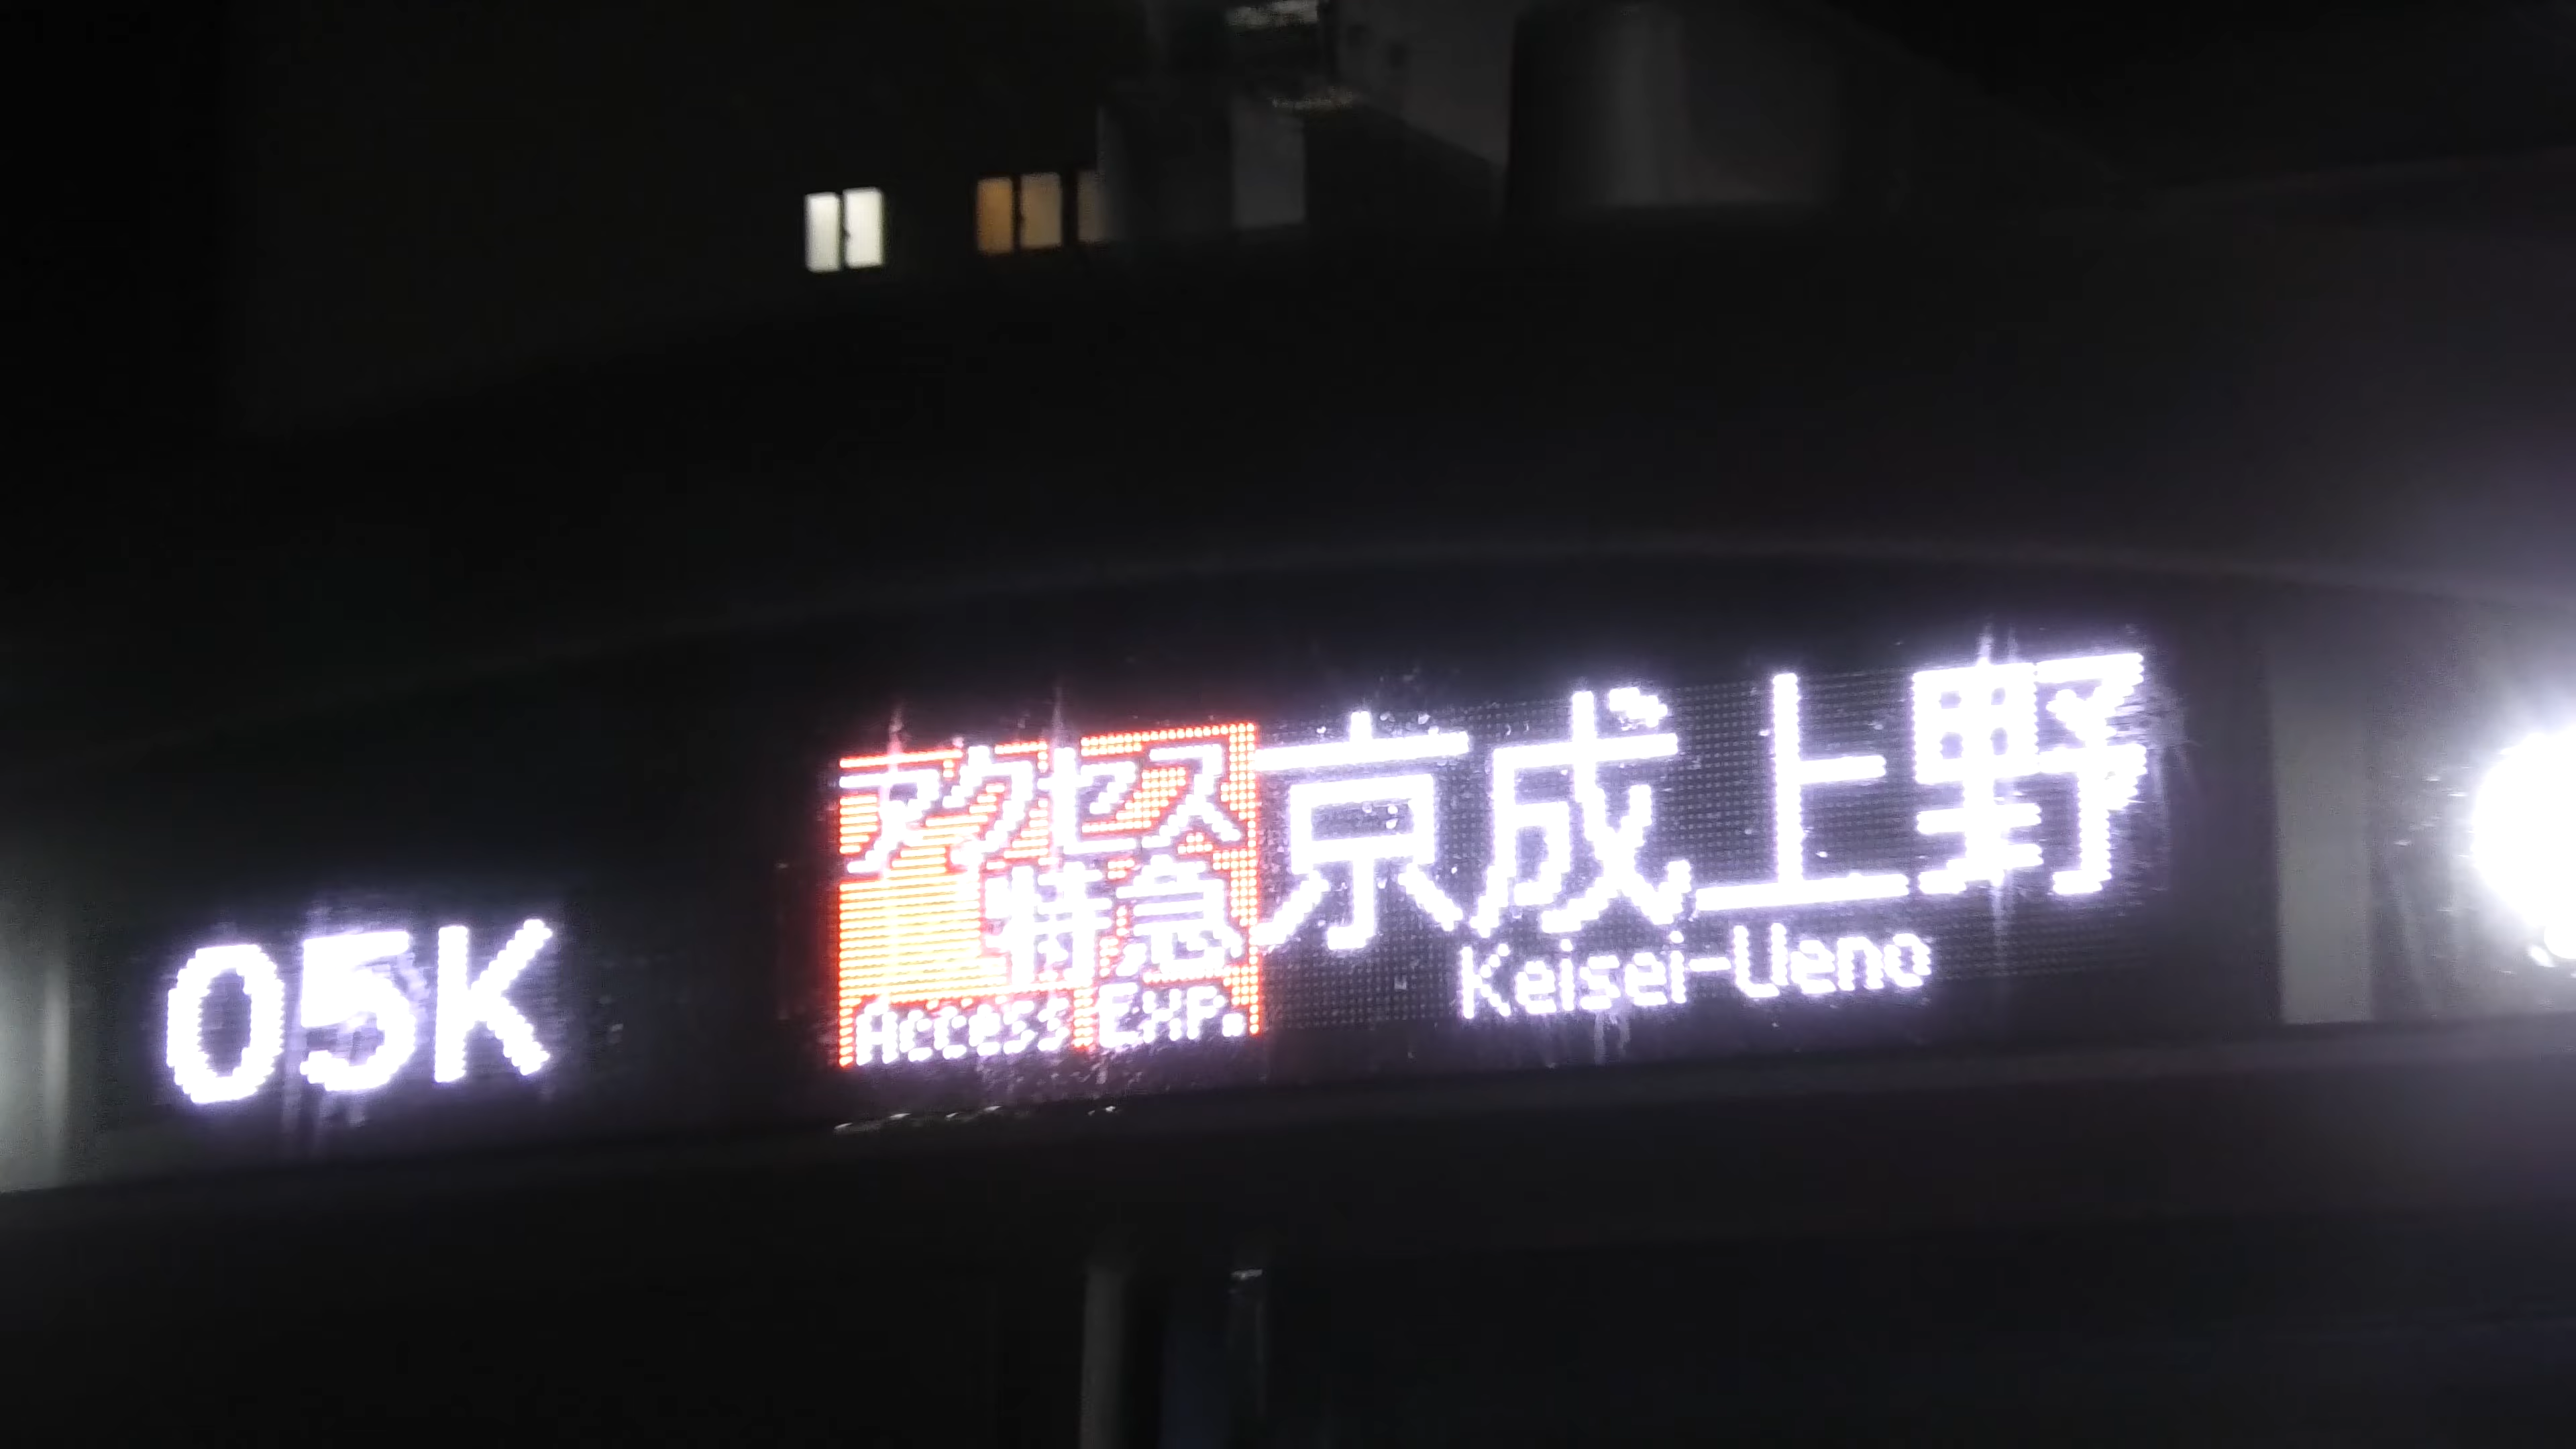 05K
アクセス
特急
Access EXP.
京成上野
Keisei-Ueno